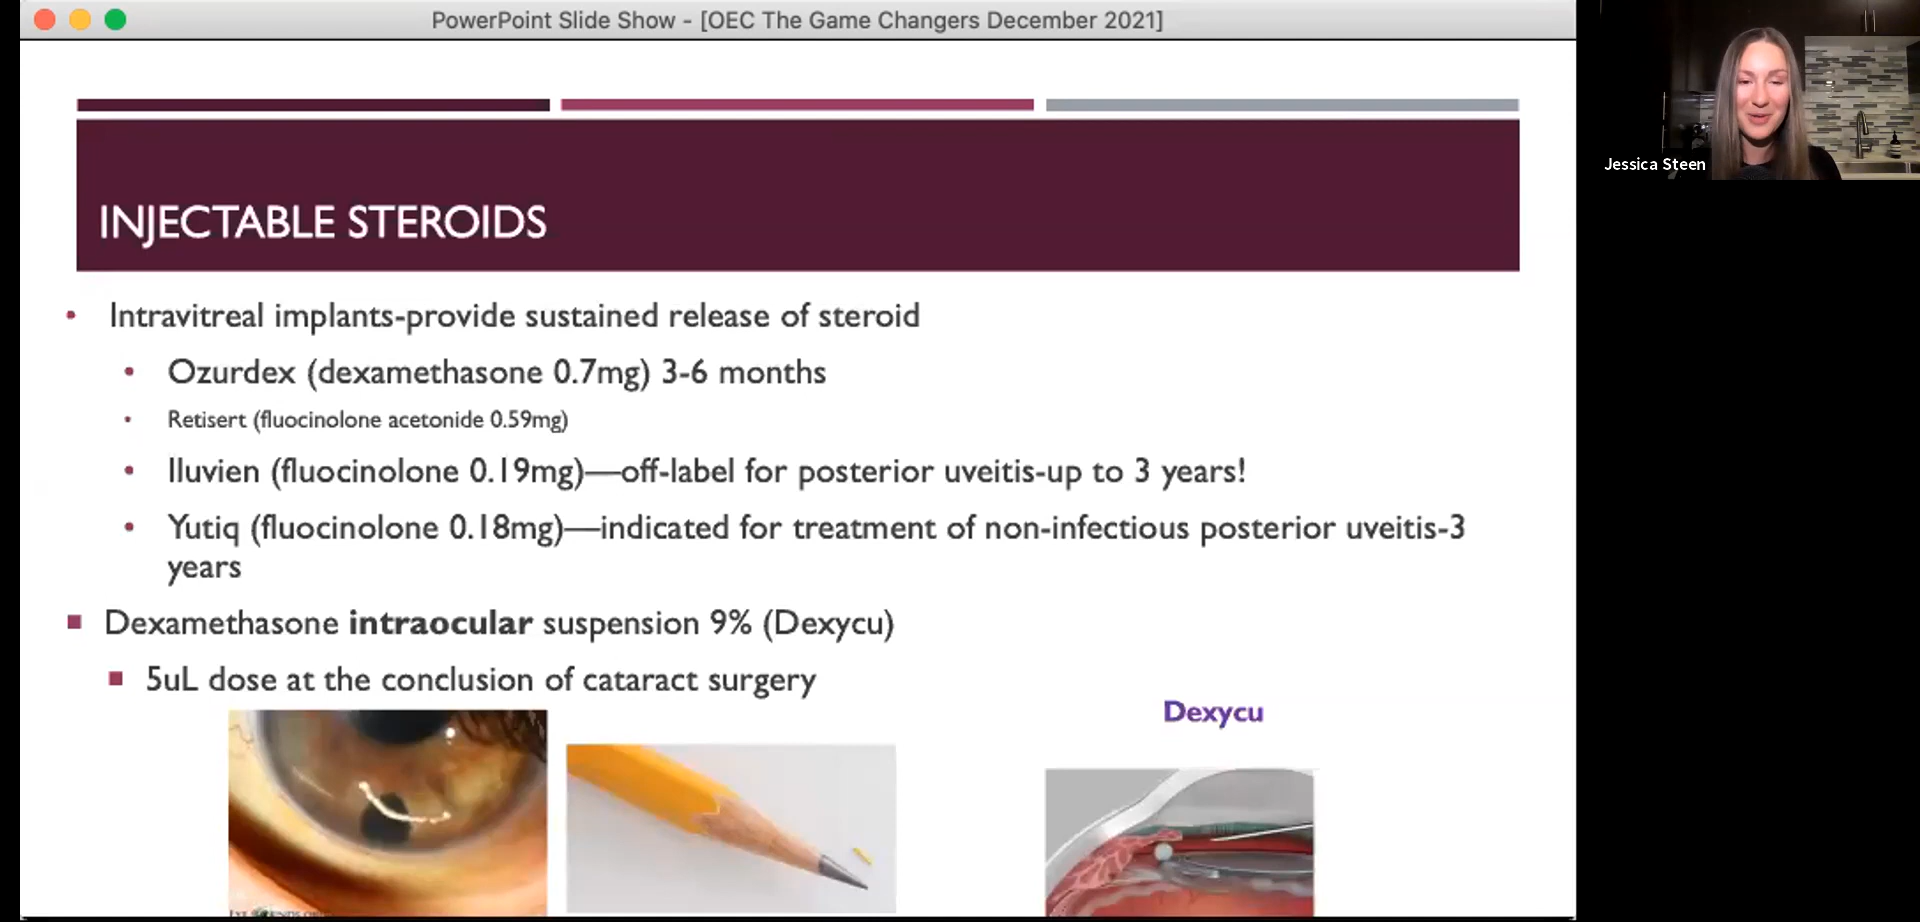 PowerPoint Slide Show - [OEC The Game Changers December 2021]
Jessica Steen
INJECTABLE STEROIDS
• Intravitreal implants-provide sustained release of steroid
• Ozurdex (dexamethasone 0.7mg) 3-6 months
• Retisert (fluocinolone acetonide 0.59mg)
• Iluvien (fluocinolone 0.19mg)—off-label for posterior uveitis-up to 3 years!
• Yutiq (fluocinolone 0.18mg)—indicated for treatment of non-infectious posterior uveitis-3
years
■ Dexamethasone intraocular suspension 9% (Dexycu)
■ 5uL dose at the conclusion of cataract surgery
Dexycu